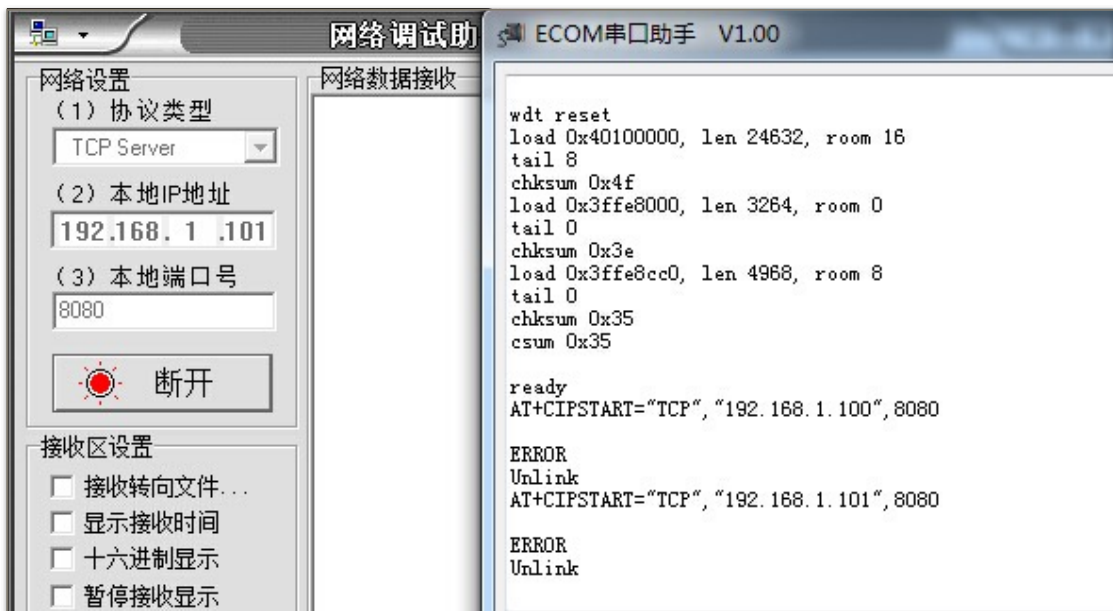 网络调试助
网络设置
（1）协议类型
TCP Server
（2）本地IP地址
192.168. 1 .101
（3）本地端口号
8080
断开
接收区设置
接收转向文件...
显示接收时间
十六进制显示
暂停接收显示
网络数据接收
ECOM串口助手 V1.00
wdt reset
load 0x40100000, len 24632, room 16
tail 8
chksum 0x4f
load 0x3ffe8000, len 3264, room 0
tail 0
chksum 0x3e
load 0x3ffe8cc0, len 4968, room 8
tail 0
chksum 0x35
csum 0x35
ready
AT+CIPSTART="TCP","192.168.1.100",8080
ERROR
Unlink
AT+CIPSTART="TCP","192.168.1.101",8080
ERROR
Unlink